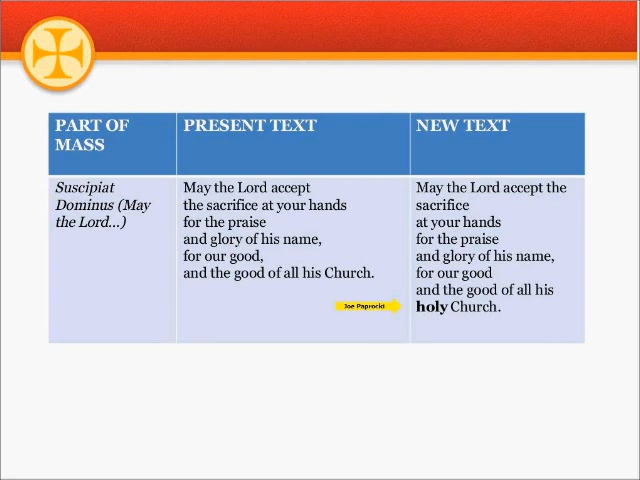 PART OF
MASS
PRESENT TEXT
NEW TEXT
Suscipiat
Dominus (May
the Lord...)
May the Lord accept
the sacrifice at your hands
for the praise
and glory of his name,
for our good,
and the good of all his Church.
Joe Paprocki
May the Lord accept the
sacrifice
at your hands
for the praise
and glory of his name,
for our good
and the good of all his
holy Church.